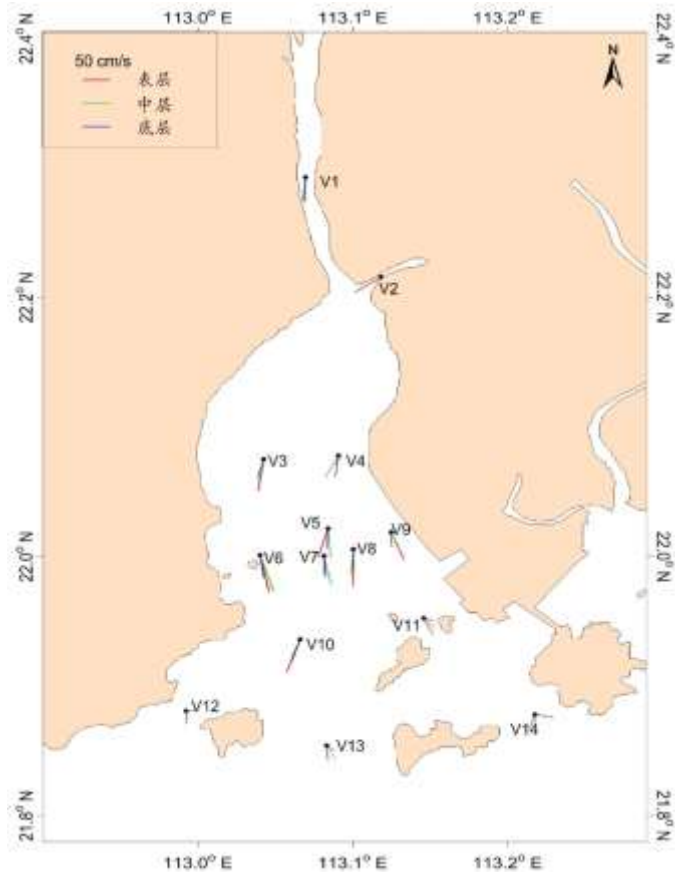 113.0° E 113.1° E 113.2° E
22.4° N 22.4° N
N
50 cm/s
表层
中层
底层
V1
V2
22.2° N 22.2° N
V3 V4
V5 V9
V6 V7 V8
22.0° N 22.0° N
V11
V10
V12
V14
V13
21.8° N 21.8° N
113.0° E 113.1° E 113.2° E